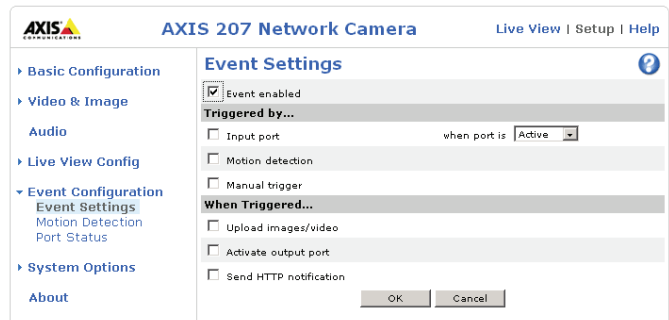 AXIS COMMUNICATIONS
AXIS 207 Network Camera
Live View | Setup | Help
Basic Configuration
Video & Image
Audio
Live View Config
Event Configuration
Event Settings
Motion Detection
Port Status
System Options
About
Event Settings
?
Event enabled
Triggered by...
Input port when port is Active
Motion detection
Manual trigger
When Triggered...
Upload images/video
Activate output port
Send HTTP notification
OK Cancel